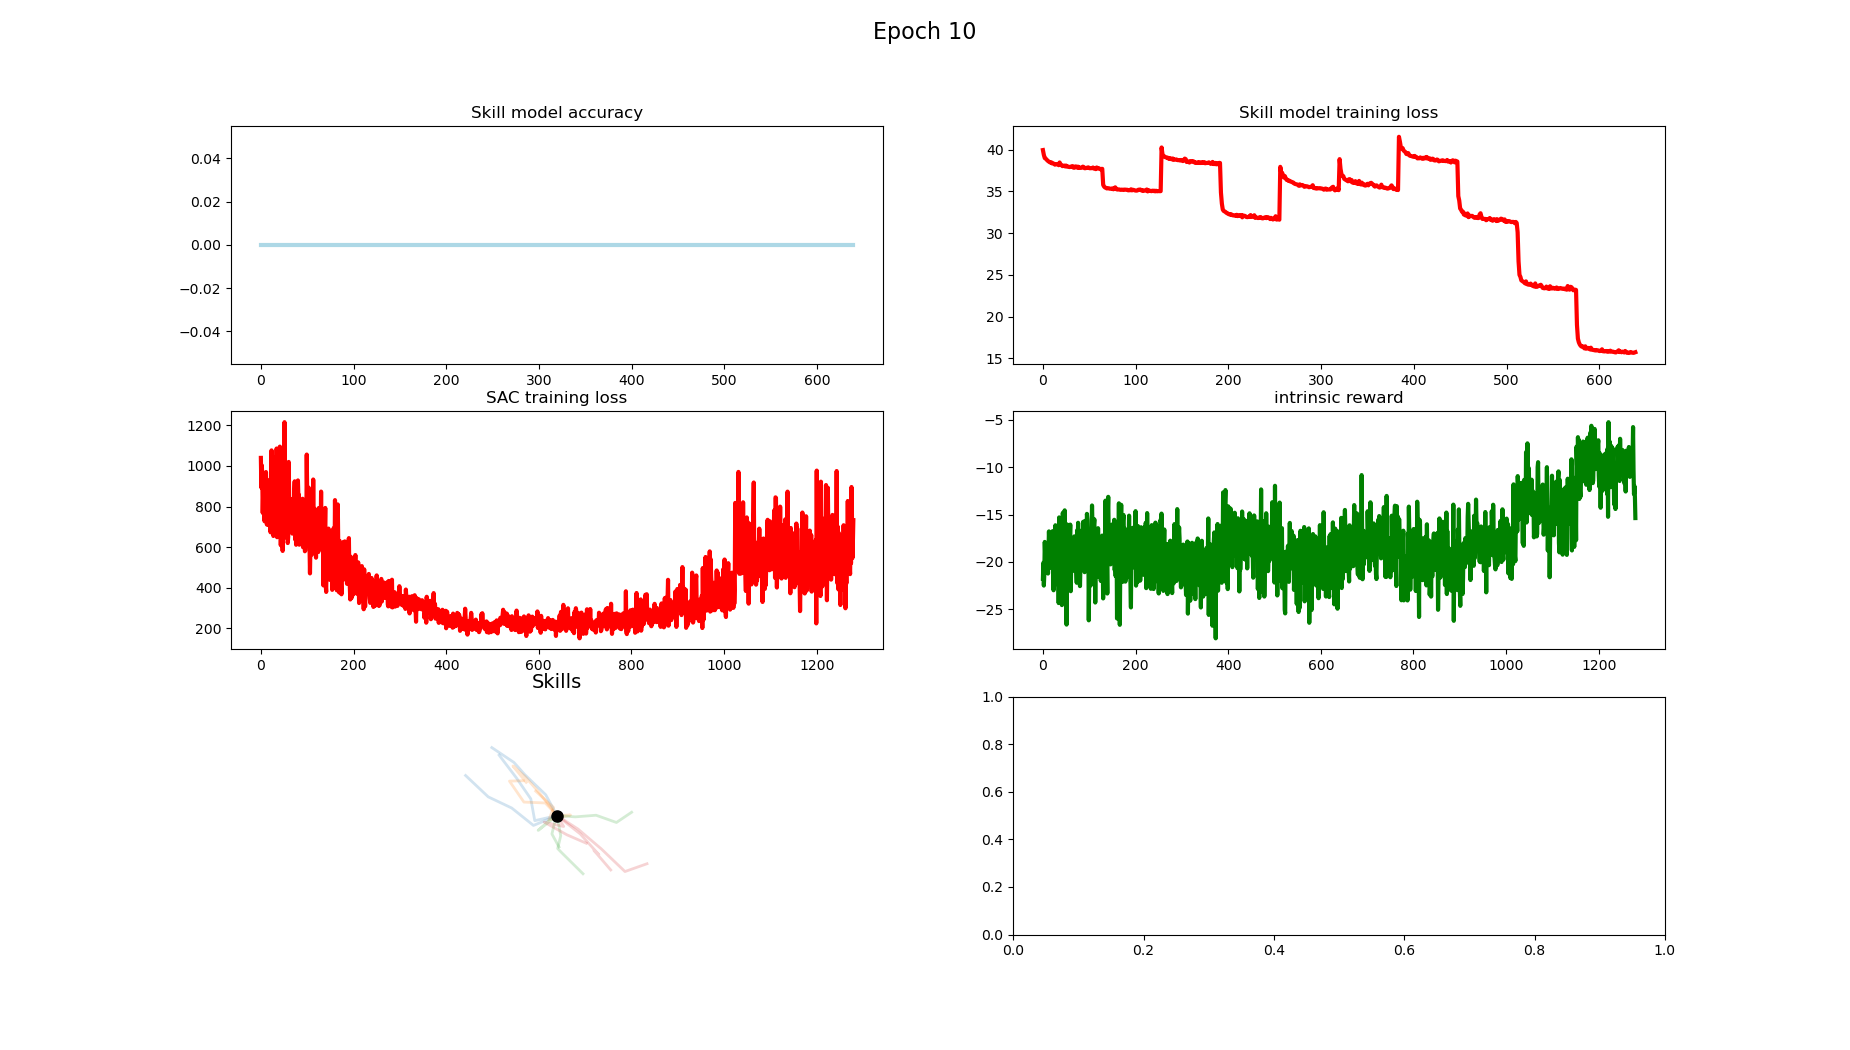 Epoch 10
Skill model accuracy
0.04
0.02
0.00
−0.02
−0.04
0 100 200 300 400 500 600
Skill model training loss
40
35
30
25
20
15
0 100 200 300 400 500 600
SAC training loss
1200
1000
800
600
400
200
0 200 400 600 800 1000 1200
intrinsic reward
−5
−10
−15
−20
−25
0 200 400 600 800 1000 1200
Skills
1.0
0.8
0.6
0.4
0.2
0.0
0.0 0.2 0.4 0.6 0.8 1.0